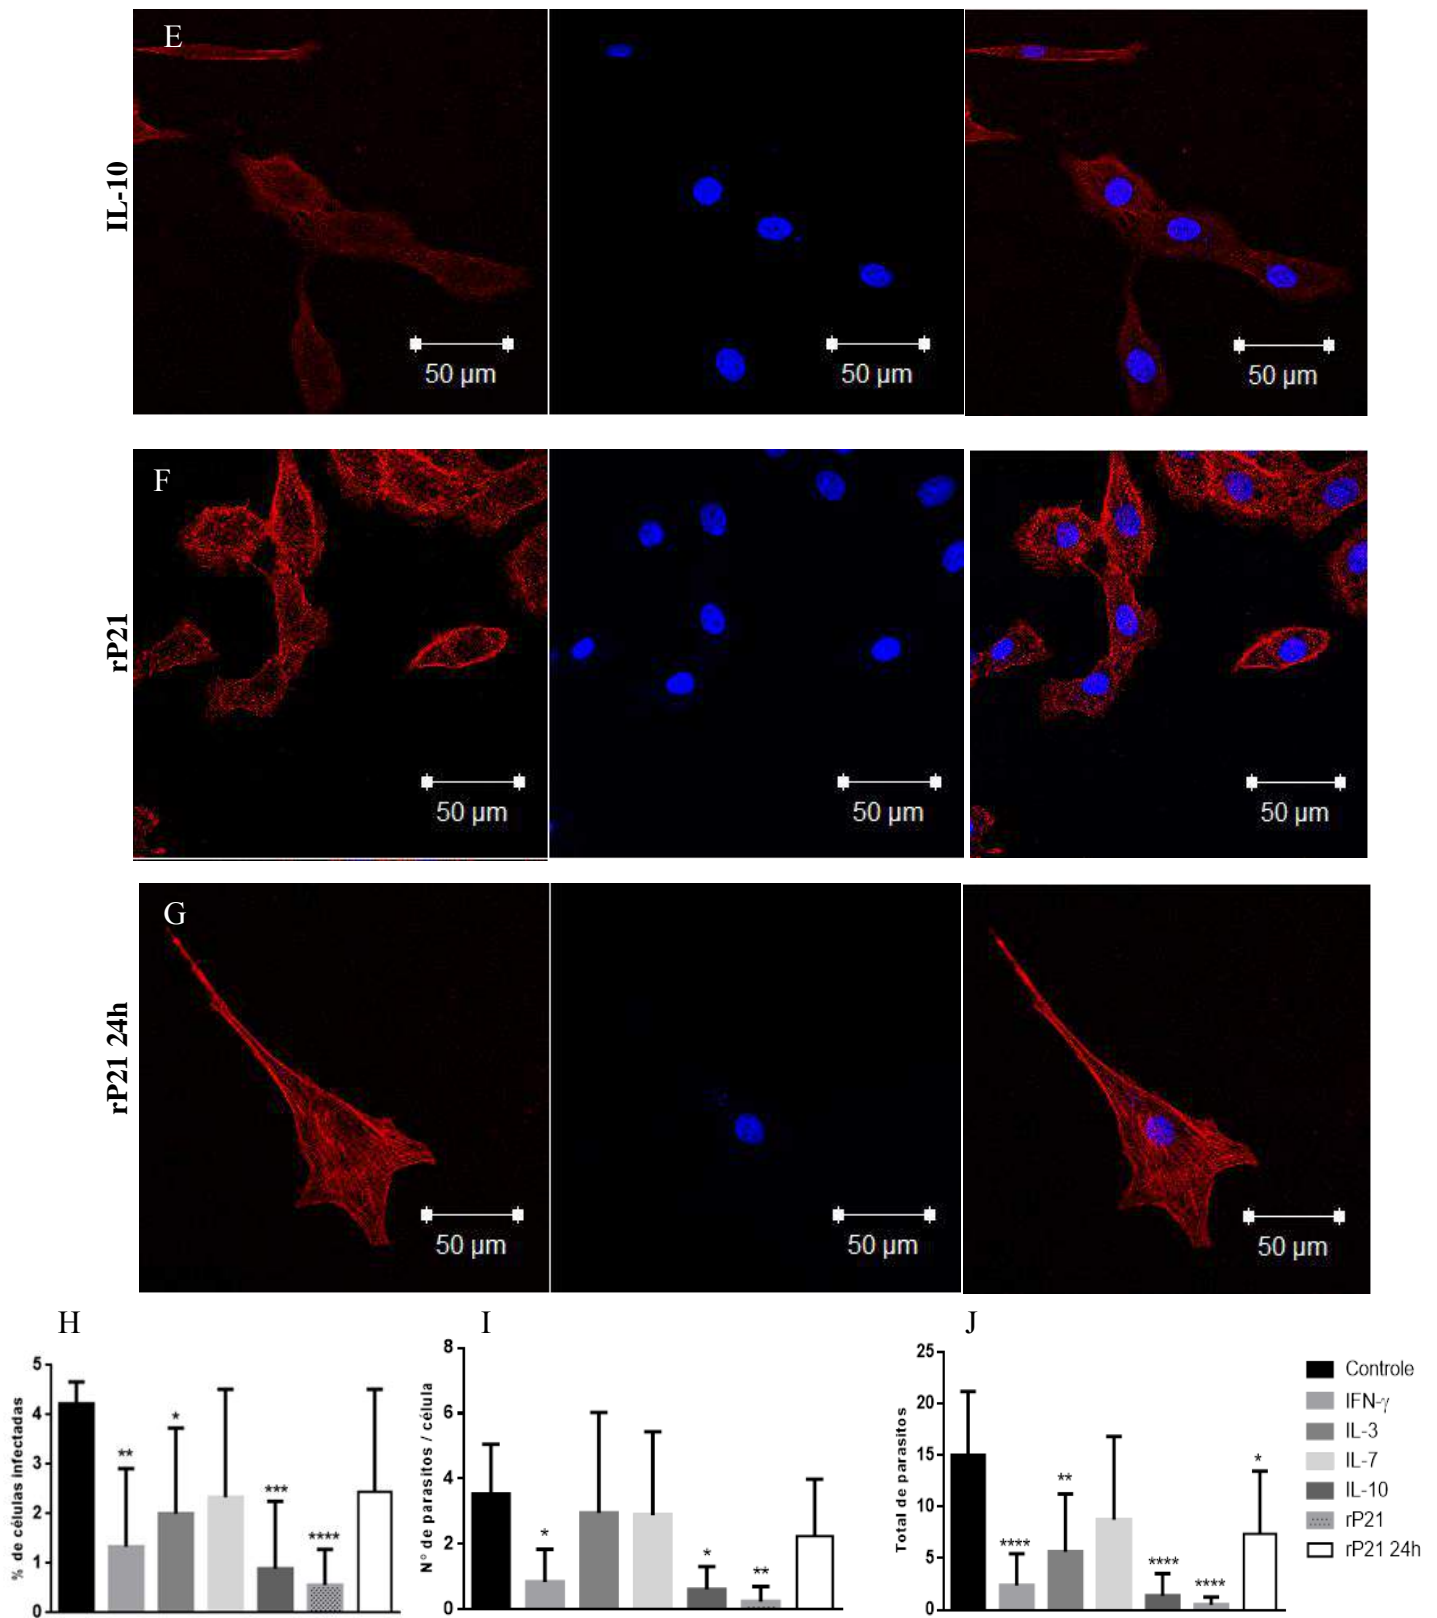 E
IL-10
50 µm
50 µm
50 µm
F
rP21
50 µm
50 µm
50 µm
G
rP21 24h
50 µm
50 µm
50 µm
H
% de células infectadas
5
4
3
2
1
0
**
*
***
****
I
Nº de parasitos / célula
8
6
4
2
0
*
*
**
J
Total de parasitos
25
20
15
10
5
0
****
**
****
****
*
Controle
IFN-γ
IL-3
IL-7
IL-10
rP21
rP21 24h